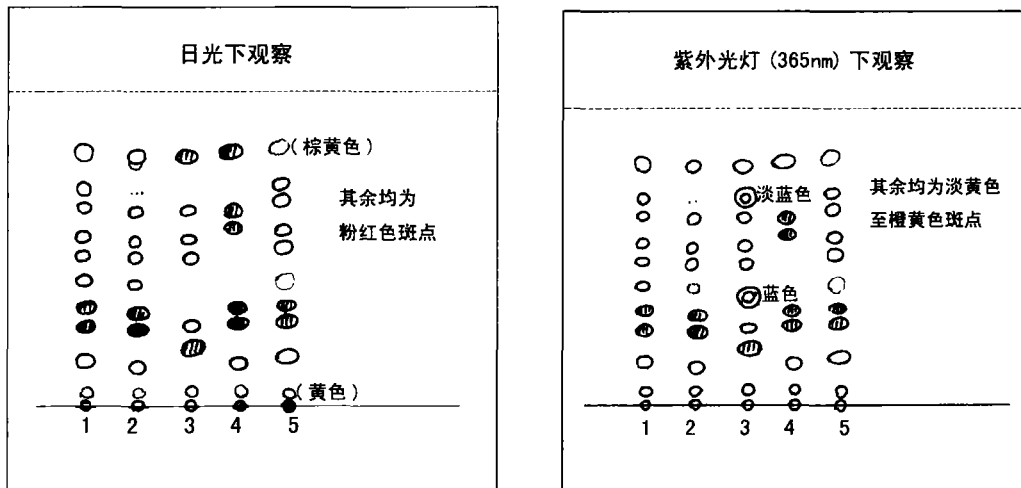 日光下观察
(棕黄色)
其余均为
粉红色斑点
(黄色)
1 2 3 4 5
紫外光灯(365nm)下观察
淡蓝色
其余均为淡黄色
至橙黄色斑点
蓝色
1 2 3 4 5